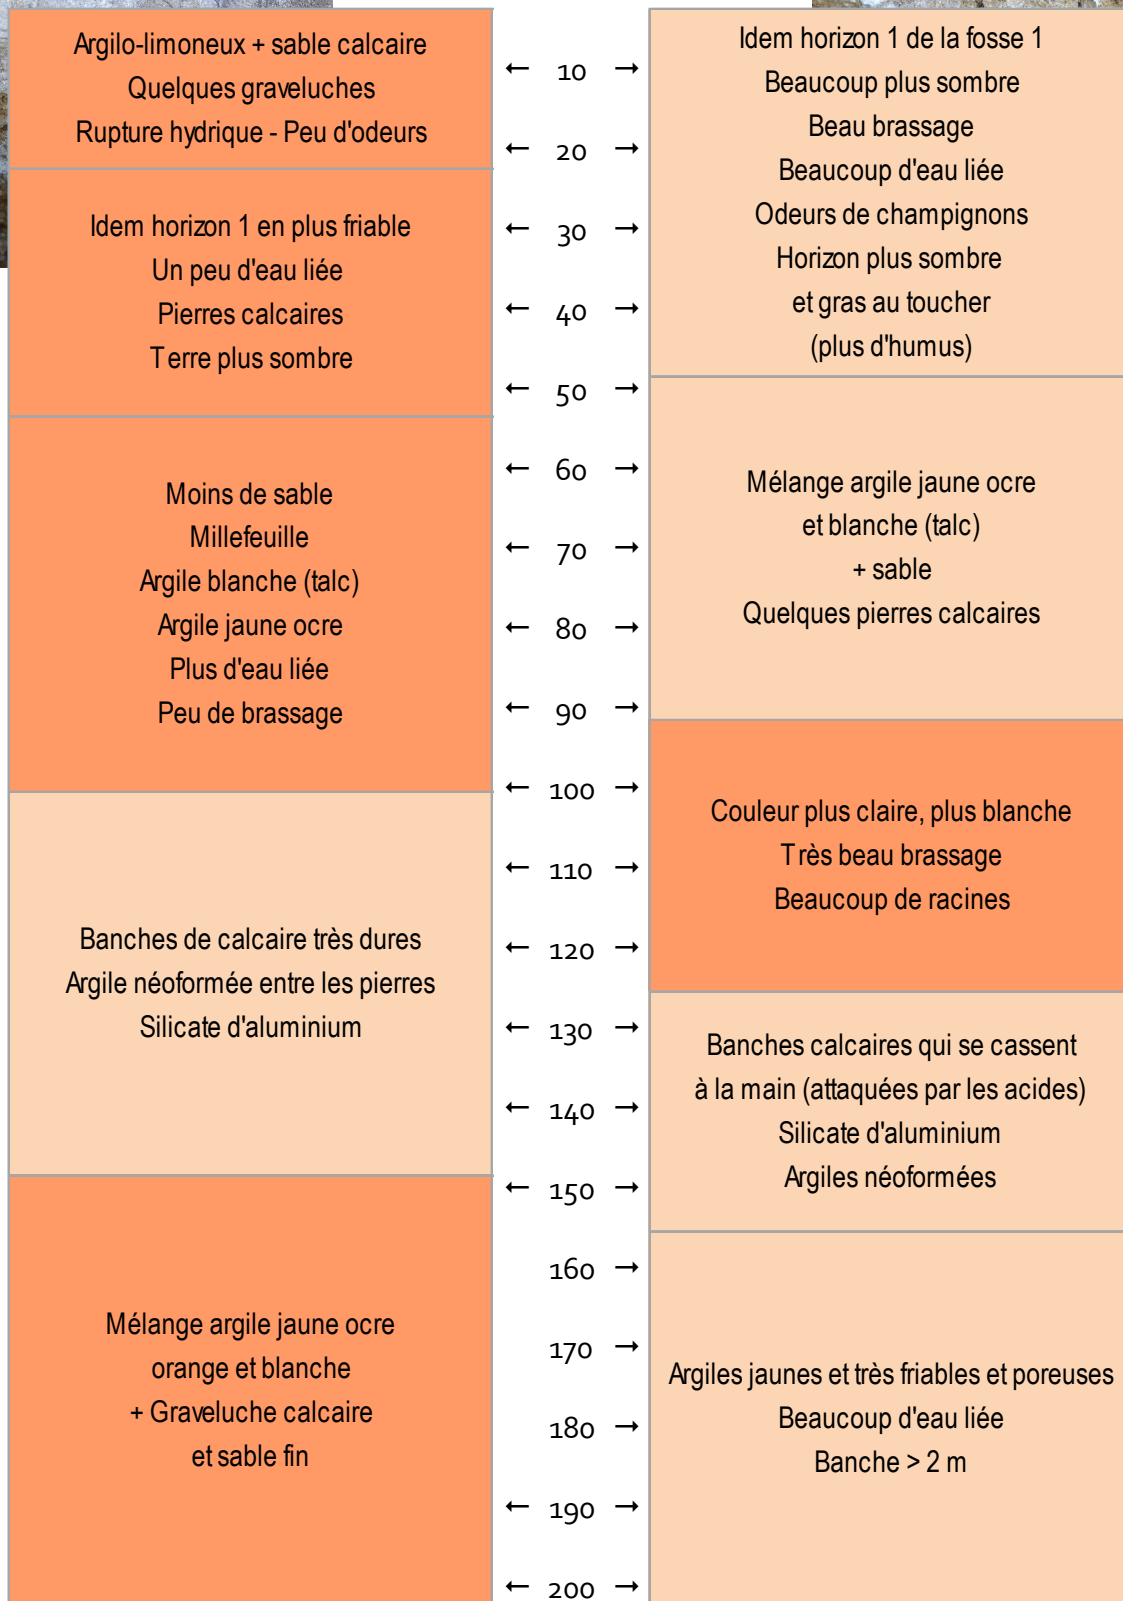 Argilo-limoneux + sable calcaire
Quelques graveluches
Rupture hydrique - Peu d'odeurs
Idem horizon 1 en plus friable
Un peu d'eau liée
Pierres calcaires
Terre plus sombre
Moins de sable
Millefeuille
Argile blanche (talc)
Argile jaune ocre
Plus d'eau liée
Peu de brassage
Banches de calcaire très dures
Argile néoformée entre les pierres
Silicate d'aluminium
Mélange argile jaune ocre
orange et blanche
+ Graveluche calcaire
et sable fin
← 10 →
← 20 →
← 30 →
← 40 →
← 50 →
← 60 →
← 70 →
← 80 →
← 90 →
← 100 →
← 110 →
← 120 →
← 130 →
← 140 →
← 150 →
160 →
170 →
180 →
← 190 →
← 200 →
Idem horizon 1 de la fosse 1
Beaucoup plus sombre
Beau brassage
Beaucoup d'eau liée
Odeurs de champignons
Horizon plus sombre
et gras au toucher
(plus d'humus)
Mélange argile jaune ocre
et blanche (talc)
+ sable
Quelques pierres calcaires
Couleur plus claire, plus blanche
Très beau brassage
Beaucoup de racines
Banches calcaires qui se cassent
à la main (attaquées par les acides)
Silicate d'aluminium
Argiles néoformées
Argiles jaunes et très friables et poreuses
Beaucoup d'eau liée
Banche > 2 m